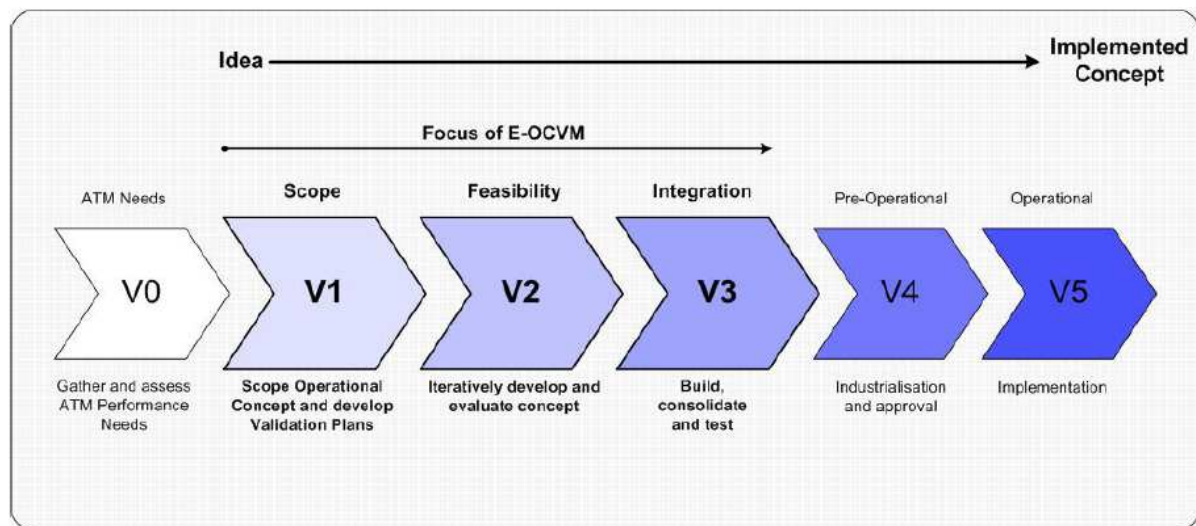 Idea
Implemented
Concept
Focus of E-OCVM
ATM Needs
Scope
Feasibility
Integration
Pre-Operational
Operational
V0
V1
V2
V3
V4
V5
Gather and assess
ATM Performance
Needs
Scope Operational
Concept and develop
Validation Plans
Iteratively develop and
evaluate concept
Build,
consolidate
and test
Industrialisation
and approval
Implementation